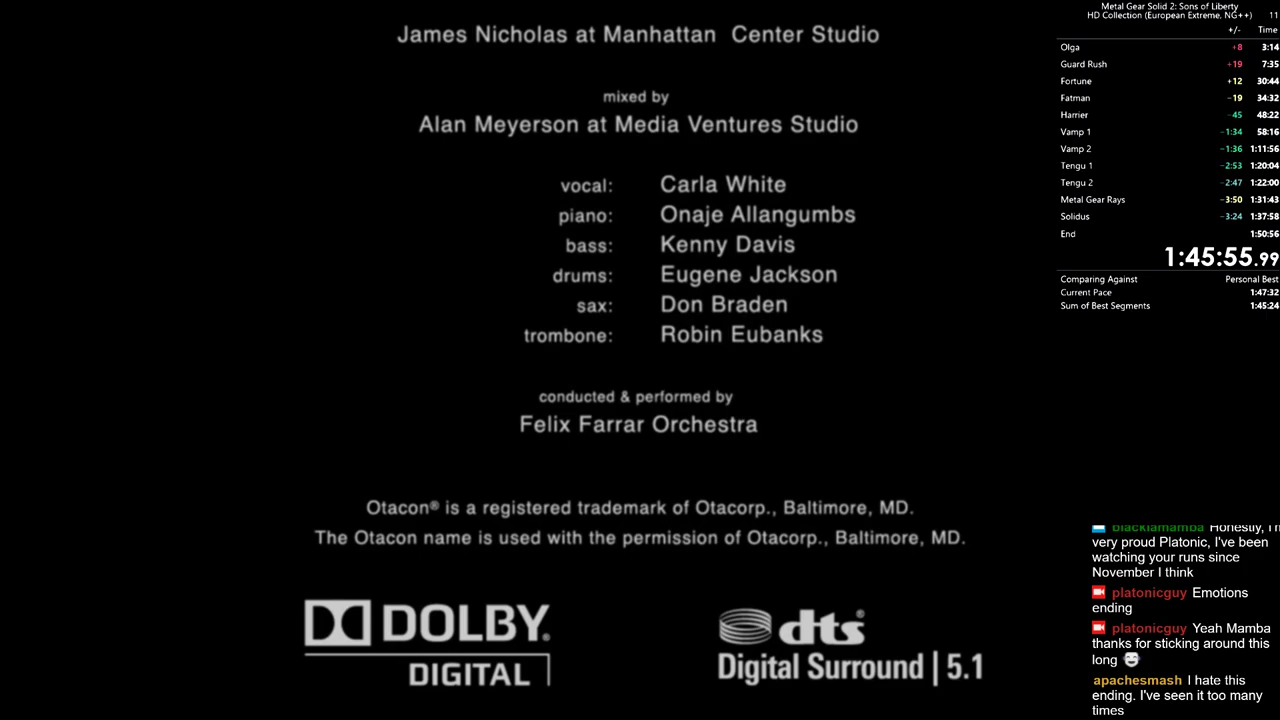 James Nicholas at Manhattan Center Studio
mixed by
Alan Meyerson at Media Ventures Studio
vocal: Carla White
piano: Onaje Allangumbs
bass: Kenny Davis
drums: Eugene Jackson
sax: Don Braden
trombone: Robin Eubanks
conducted & performed by
Felix Farrar Orchestra
Otacon® is a registered trademark of Otacorp., Baltimore, MD.
The Otacon name is used with the permission of Otacorp., Baltimore, MD.
DOLBY®
DIGITAL
dts®
Digital Surround | 5.1
Metal Gear Solid 2: Sons of Liberty
HD Collection (European Extreme, NG++) 11
+/- Time
Olga +8 3:14
Guard Rush +19 7:35
Fortune +12 30:44
Fatman -19 34:32
Harrier -45 48:22
Vamp 1 -1:34 58:16
Vamp 2 -1:36 1:11:56
Tengu 1 -2:53 1:20:04
Tengu 2 -2:47 1:22:00
Metal Gear Rays -3:50 1:31:43
Solidus -3:24 1:37:58
End 1:50:56
1:45:55.99
Comparing Against Personal Best
Current Pace 1:47:32
Sum of Best Segments 1:45:24
blacklamamba Honestly, I'm
very proud Platonic, I've been
watching your runs since
November I think
platonicguy Emotions
ending
platonicguy Yeah Mamba
thanks for sticking around this
long
apachesmash I hate this
ending. I've seen it too many
times